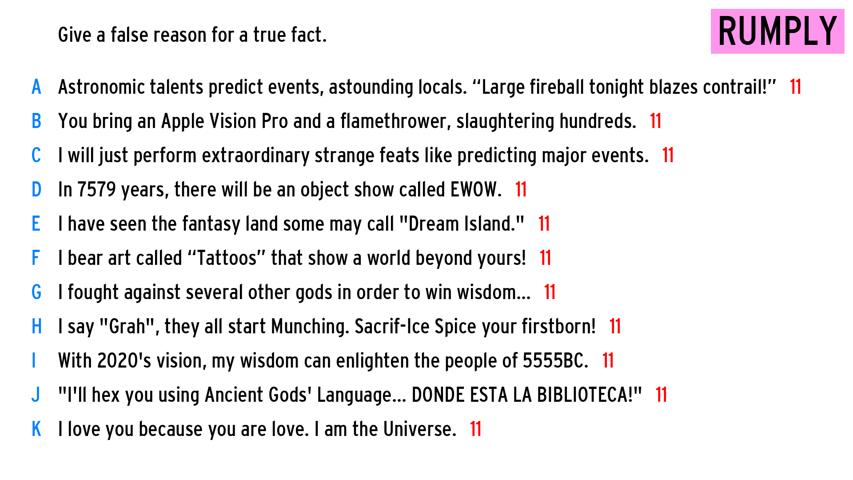 Give a false reason for a true fact.
RUMPLY
A Astronomic talents predict events, astounding locals. “Large fireball tonight blazes contrail!” 11
B You bring an Apple Vision Pro and a flamethrower, slaughtering hundreds. 11
C I will just perform extraordinary strange feats like predicting major events. 11
D In 7579 years, there will be an object show called EWOW. 11
E I have seen the fantasy land some may call "Dream Island." 11
F I bear art called “Tattoos” that show a world beyond yours! 11
G I fought against several other gods in order to win wisdom... 11
H I say "Grah", they all start Munching. Sacrif-Ice Spice your firstborn! 11
I With 2020's vision, my wisdom can enlighten the people of 5555BC. 11
J "I'll hex you using Ancient Gods' Language... DONDE ESTA LA BIBLIOTECA!" 11
K I love you because you are love. I am the Universe. 11